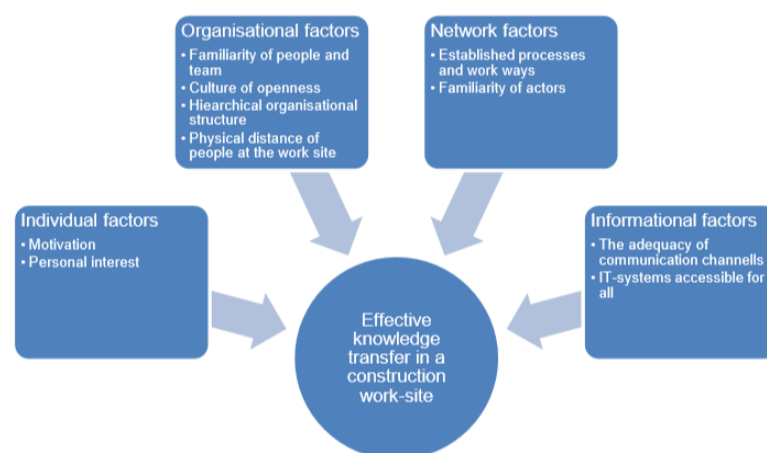 Organisational factors
• Familiarity of people and
team
• Culture of openness
• Hiearchical organisational
structure
• Physical distance of
people at the work site
Network factors
• Established processes
and work ways
• Familiarity of actors
Individual factors
• Motivation
• Personal interest
Informational factors
• The adequacy of
communication channels
• IT-systems accessible for
all
Effective
knowledge
transfer in a
construction
work-site